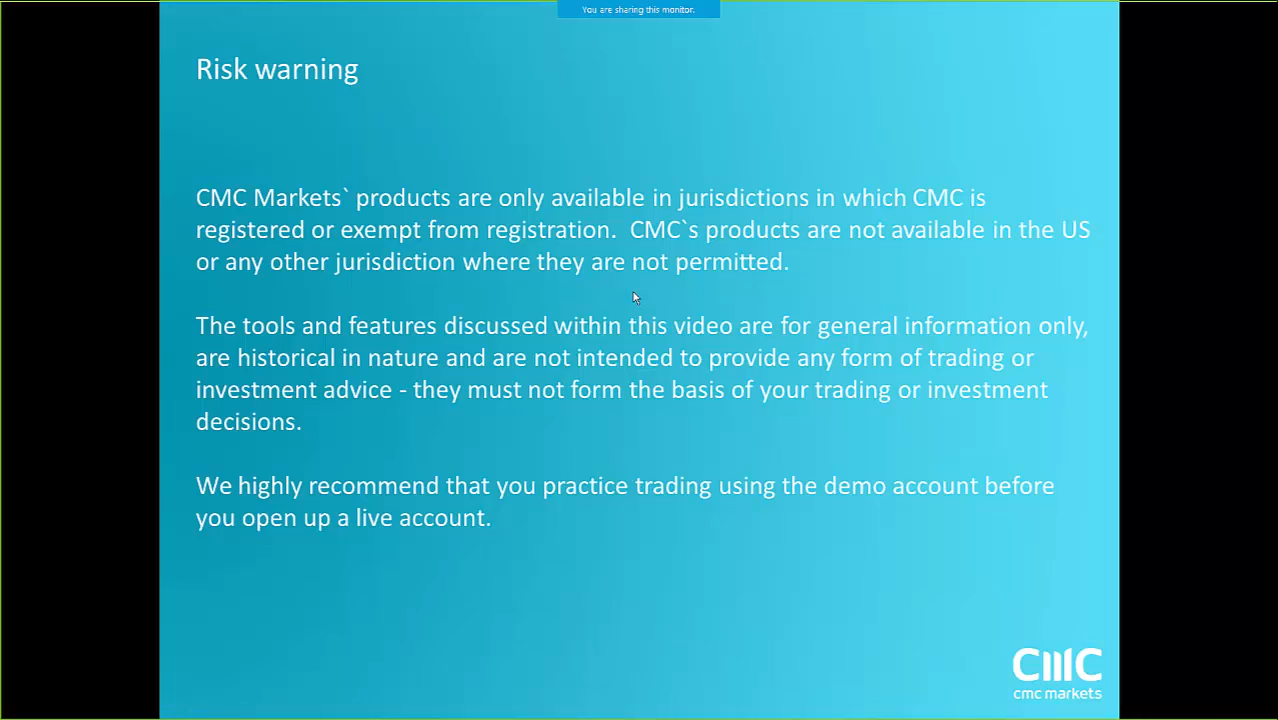 You are sharing this monitor.
Risk warning
CMC Markets` products are only available in jurisdictions in which CMC is
registered or exempt from registration.  CMC`s products are not available in the US
or any other jurisdiction where they are not permitted.
The tools and features discussed within this video are for general information only,
are historical in nature and are not intended to provide any form of trading or
investment advice - they must not form the basis of your trading or investment
decisions.
We highly recommend that you practice trading using the demo account before
you open up a live account.
CMC
cmc markets